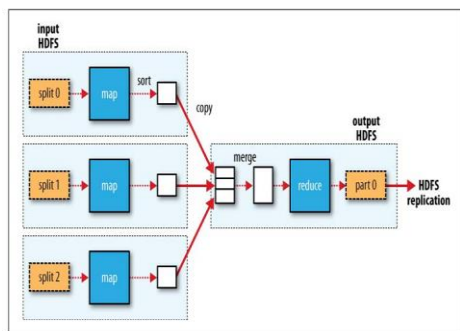 input
HDFS
split 0
map
sort
copy
split 1
map
merge
output
HDFS
reduce
part 0
HDFS
replication
split 2
map